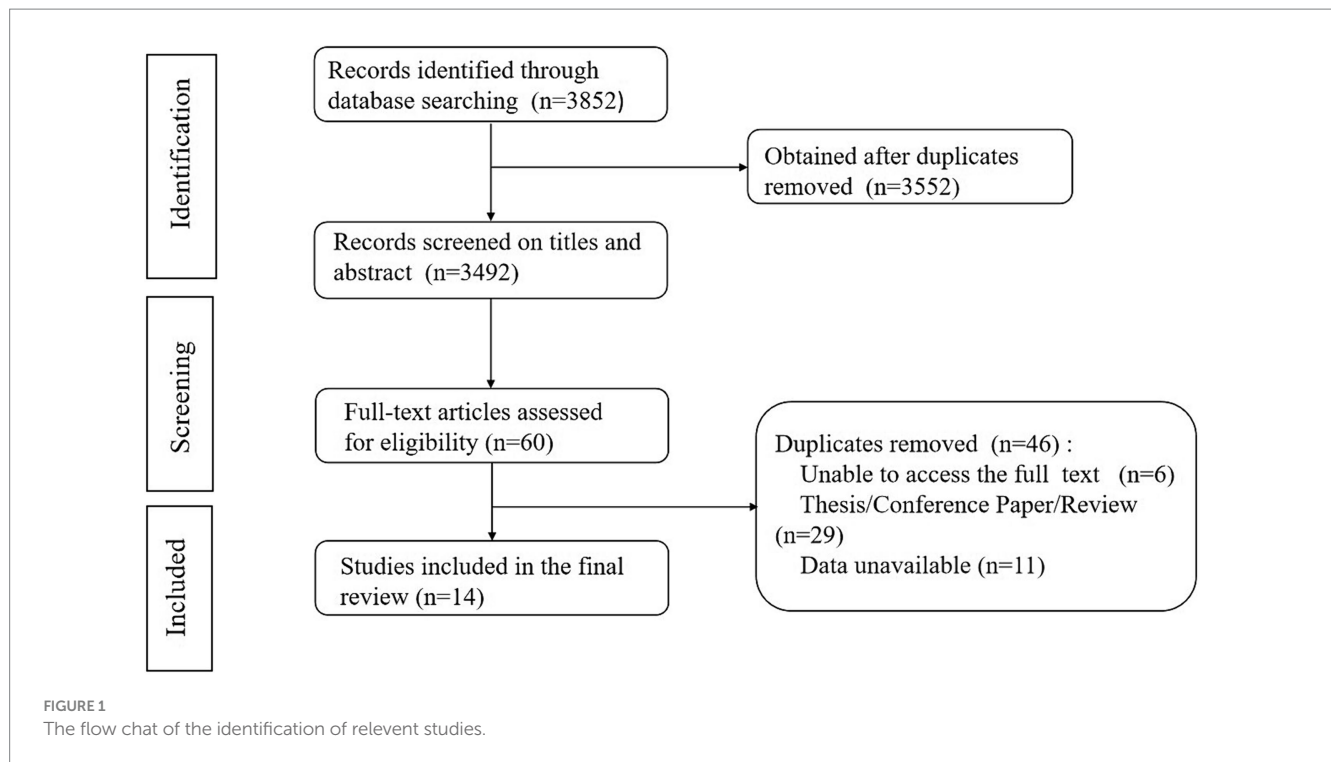 Identification
Records identified through
database searching (n=3852)
Obtained after duplicates
removed (n=3552)
Records screened on titles and
abstract (n=3492)
Screening
Full-text articles assessed
for eligibility (n=60)
Duplicates removed (n=46) :
Unable to access the full text (n=6)
Thesis/Conference Paper/Review
(n=29)
Data unavailable (n=11)
Included
Studies included in the final
review (n=14)
FIGURE 1
The flow chat of the identification of relevent studies.